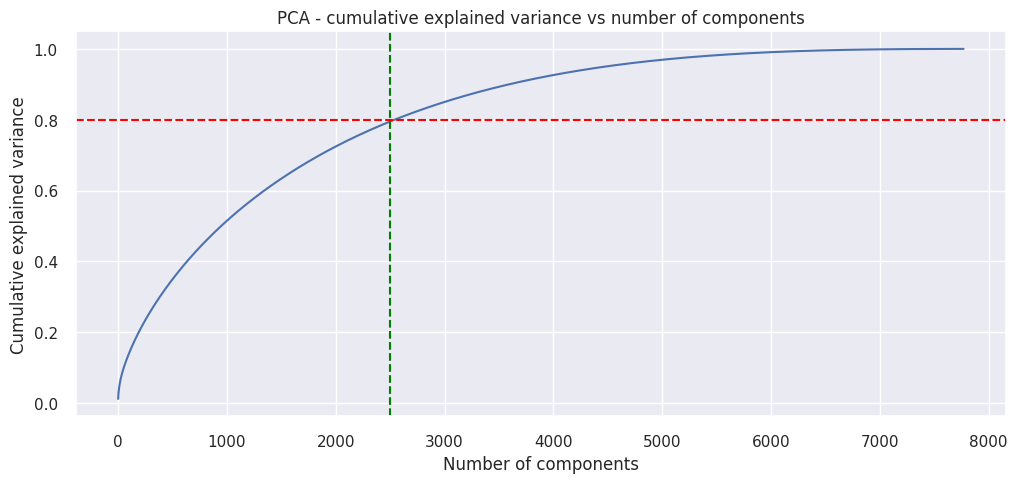 PCA - cumulative explained variance vs number of components
Cumulative explained variance
1.0
0.8
0.6
0.4
0.2
0.0
0 1000 2000 3000 4000 5000 6000 7000 8000
Number of components